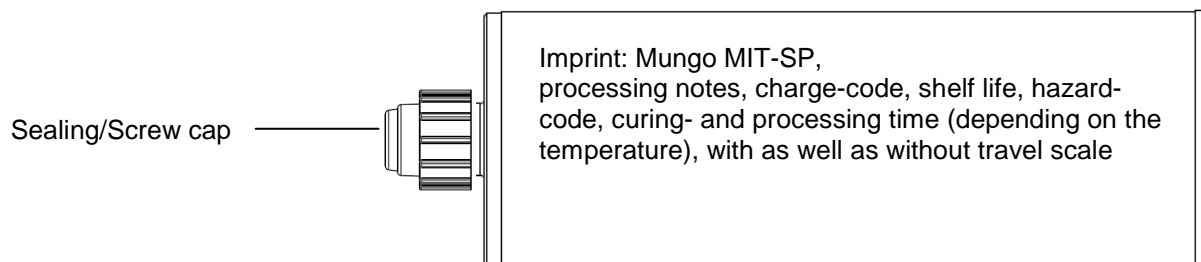 Imprint: Mungo MIT-SP,
processing notes, charge-code, shelf life, hazard-
code, curing- and processing time (depending on the
temperature), with as well as without travel scale
Sealing/Screw cap